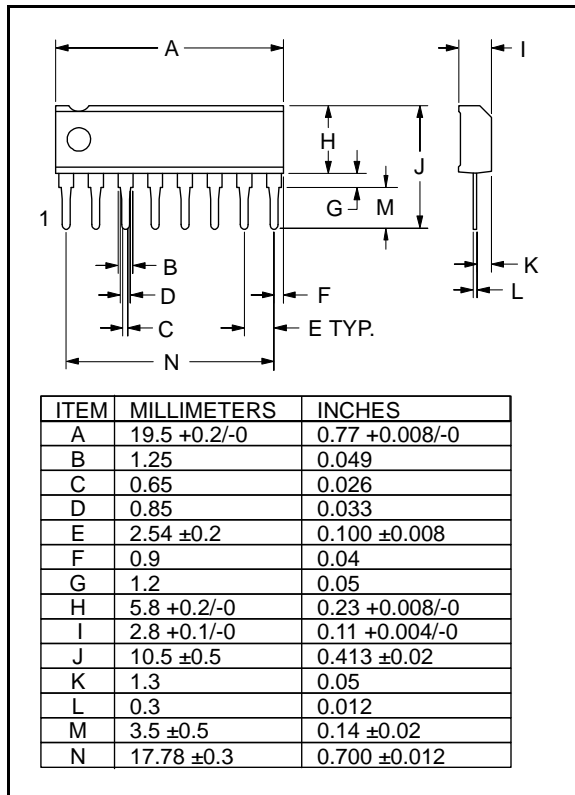 A
I
H
J
G
M
1
B
K
D
F
L
C
E TYP.
N
ITEM MILLIMETERS INCHES
A 19.5 +0.2/-0 0.77 +0.008/-0
B 1.25 0.049
C 0.65 0.026
D 0.85 0.033
E 2.54 ±0.2 0.100 ±0.008
F 0.9 0.04
G 1.2 0.05
H 5.8 +0.2/-0 0.23 +0.008/-0
I 2.8 +0.1/-0 0.11 +0.004/-0
J 10.5 ±0.5 0.413 ±0.02
K 1.3 0.05
L 0.3 0.012
M 3.5 ±0.5 0.14 ±0.02
N 17.78 ±0.3 0.700 ±0.012